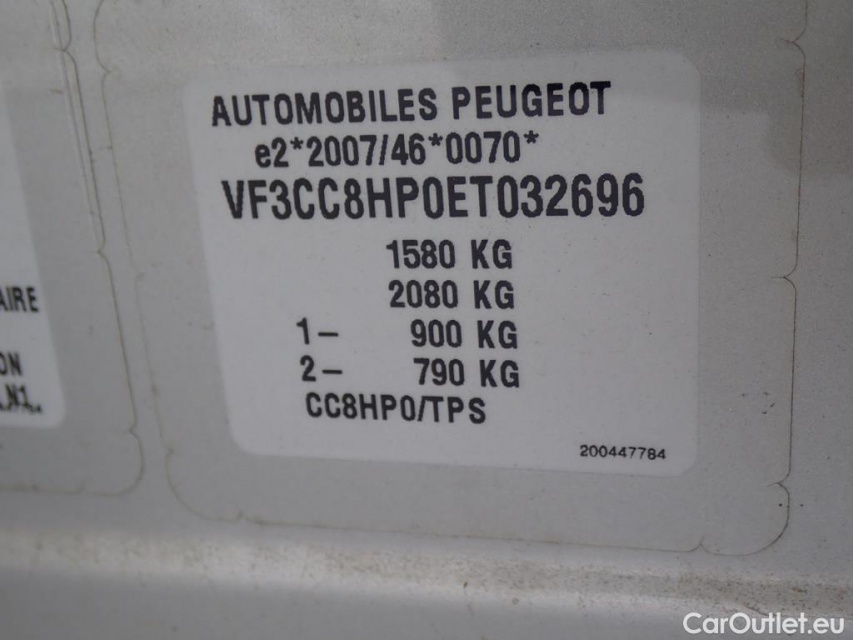 AUTOMOBILES PEUGEOT
e2*2007/46*0070*
VF3CC8HP0ET032696
1580 KG
2080 KG
1- 900 KG
2- 790 KG
CC8HP0/TPS
200447784
AIRE
ON
N1.
CarOutlet.eu